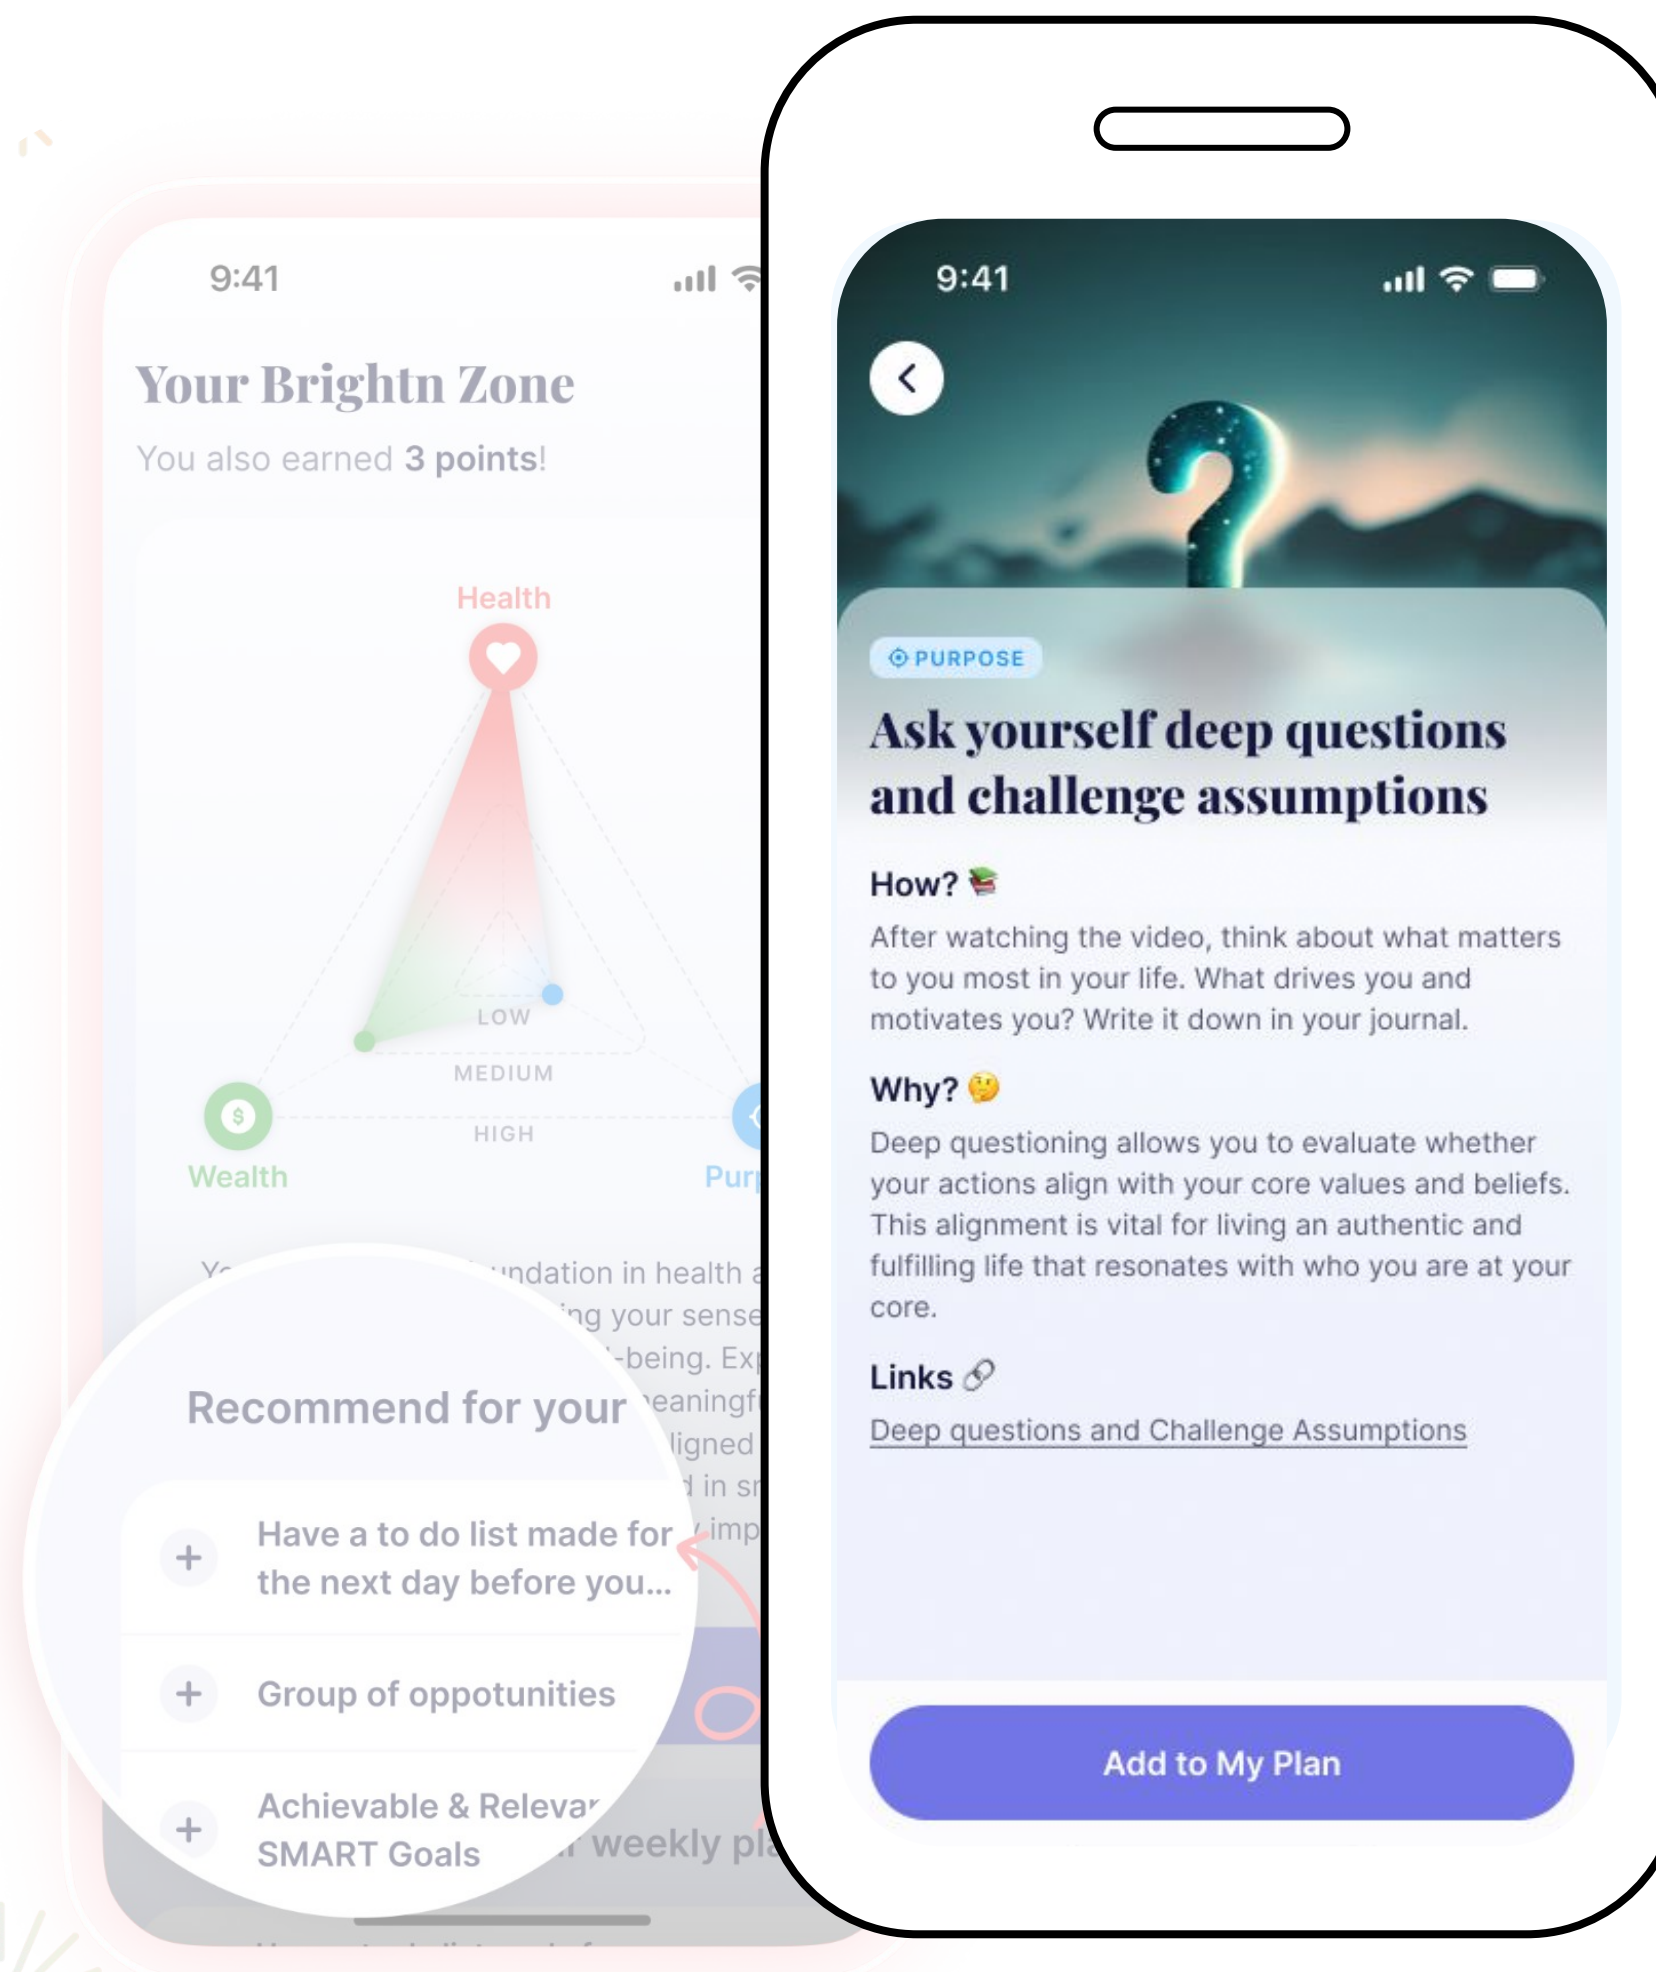 9:41
Your Brightn Zone
You also earned 3 points!
Health
LOW
MEDIUM
HIGH
Wealth
in health
your sense
Recommend for your
Have a to do list made for
the next day before you...
Group of oppotunities
Achievable &
SMART Goals
weekly
9:41
PURPOSE
Ask yourself deep questions
and challenge assumptions
How? 📚
After watching the video, think about what matters
to you most in your life. What drives you and
motivates you? Write it down in your journal.
Why? 🤔
Deep questioning allows you to evaluate whether
your actions align with your core values and beliefs.
This alignment is vital for living an authentic and
fulfilling life that resonates with who you are at your
core.
Links 🔗
Deep questions and Challenge Assumptions
Add to My Plan